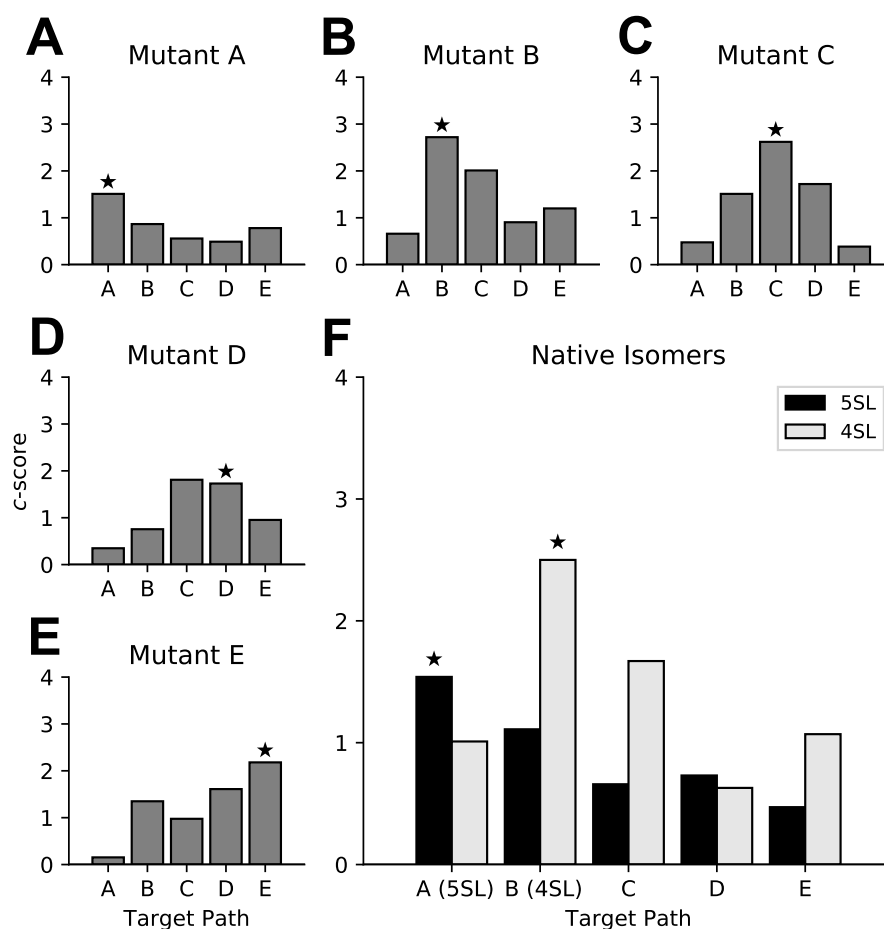 A
Mutant A
4
3
2
1
0
A B C D E
B
Mutant B
4
3
2
1
0
A B C D E
C
Mutant C
4
3
2
1
0
A B C D E
D
Mutant D
c-score
4
3
2
1
0
A B C D E
E
Mutant E
4
3
2
1
0
A B C D E
Target Path
F
Native Isomers
5SL
4SL
4
3
2
1
0
A (5SL) B (4SL) C D E
Target Path